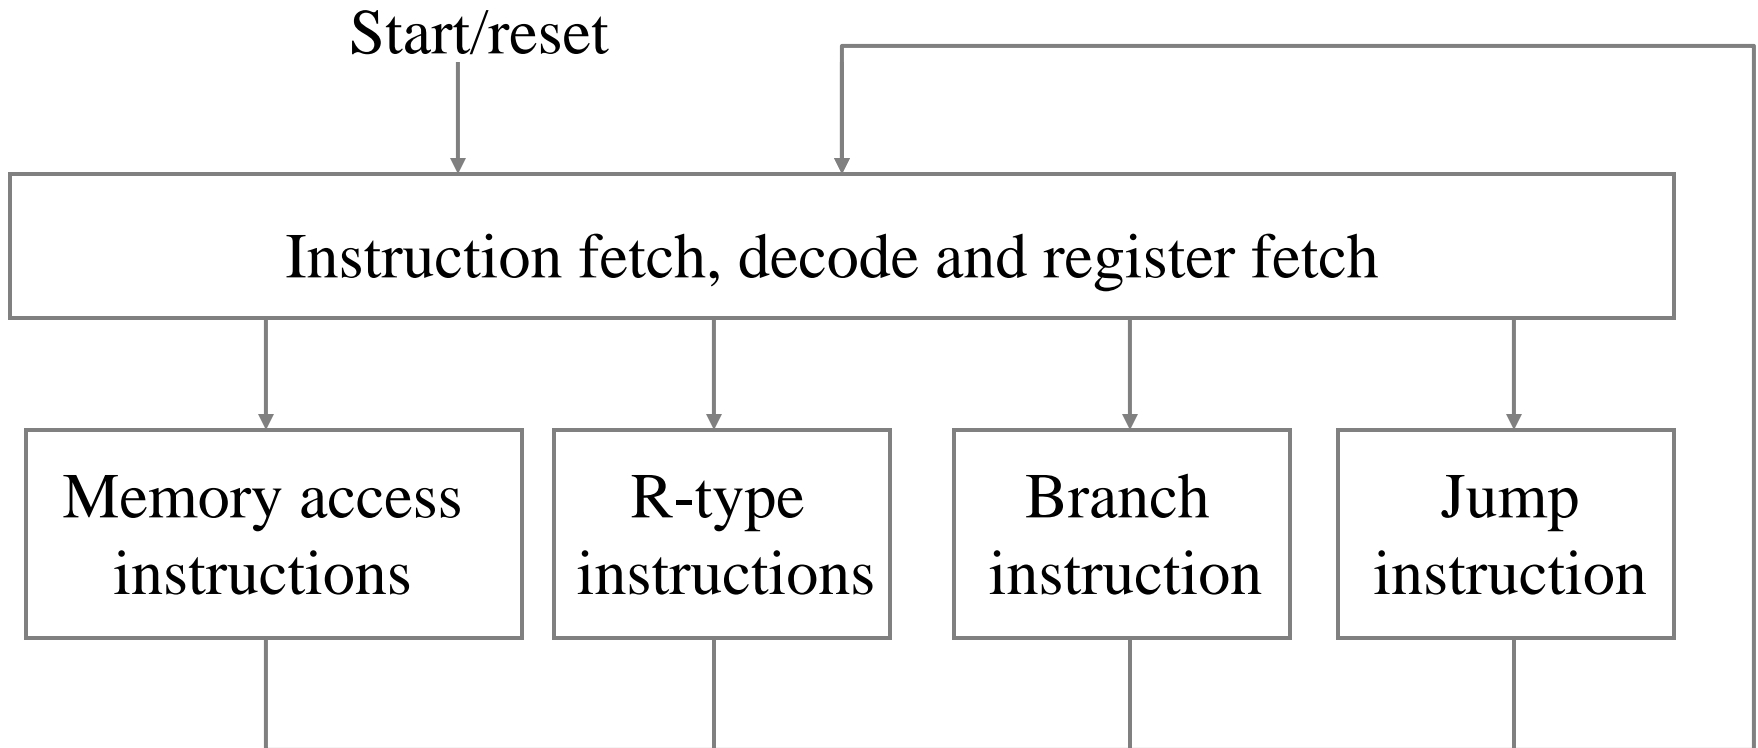 Start/reset
Instruction fetch, decode and register fetch
Memory access
instructions
R-type
instructions
Branch
instruction
Jump
instruction